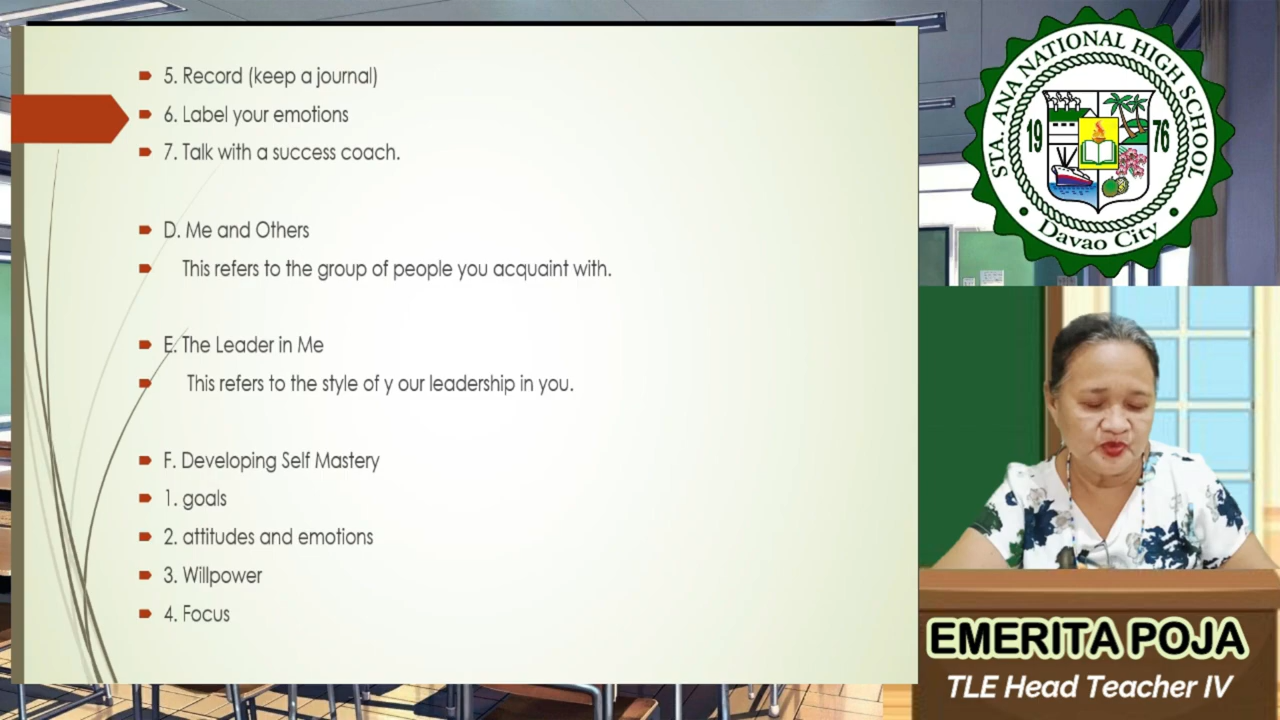 5. Record (keep a journal)
6. Label your emotions
7. Talk with a success coach.
D. Me and Others
This refers to the group of people you acquaint with.
E. The Leader in Me
This refers to the style of y our leadership in you.
F. Developing Self Mastery
1. goals
2. attitudes and emotions
3. Willpower
4. Focus
STA. ANA NATIONAL HIGH SCHOOL
19 76
Davao City
EMERITA POJA
TLE Head Teacher IV